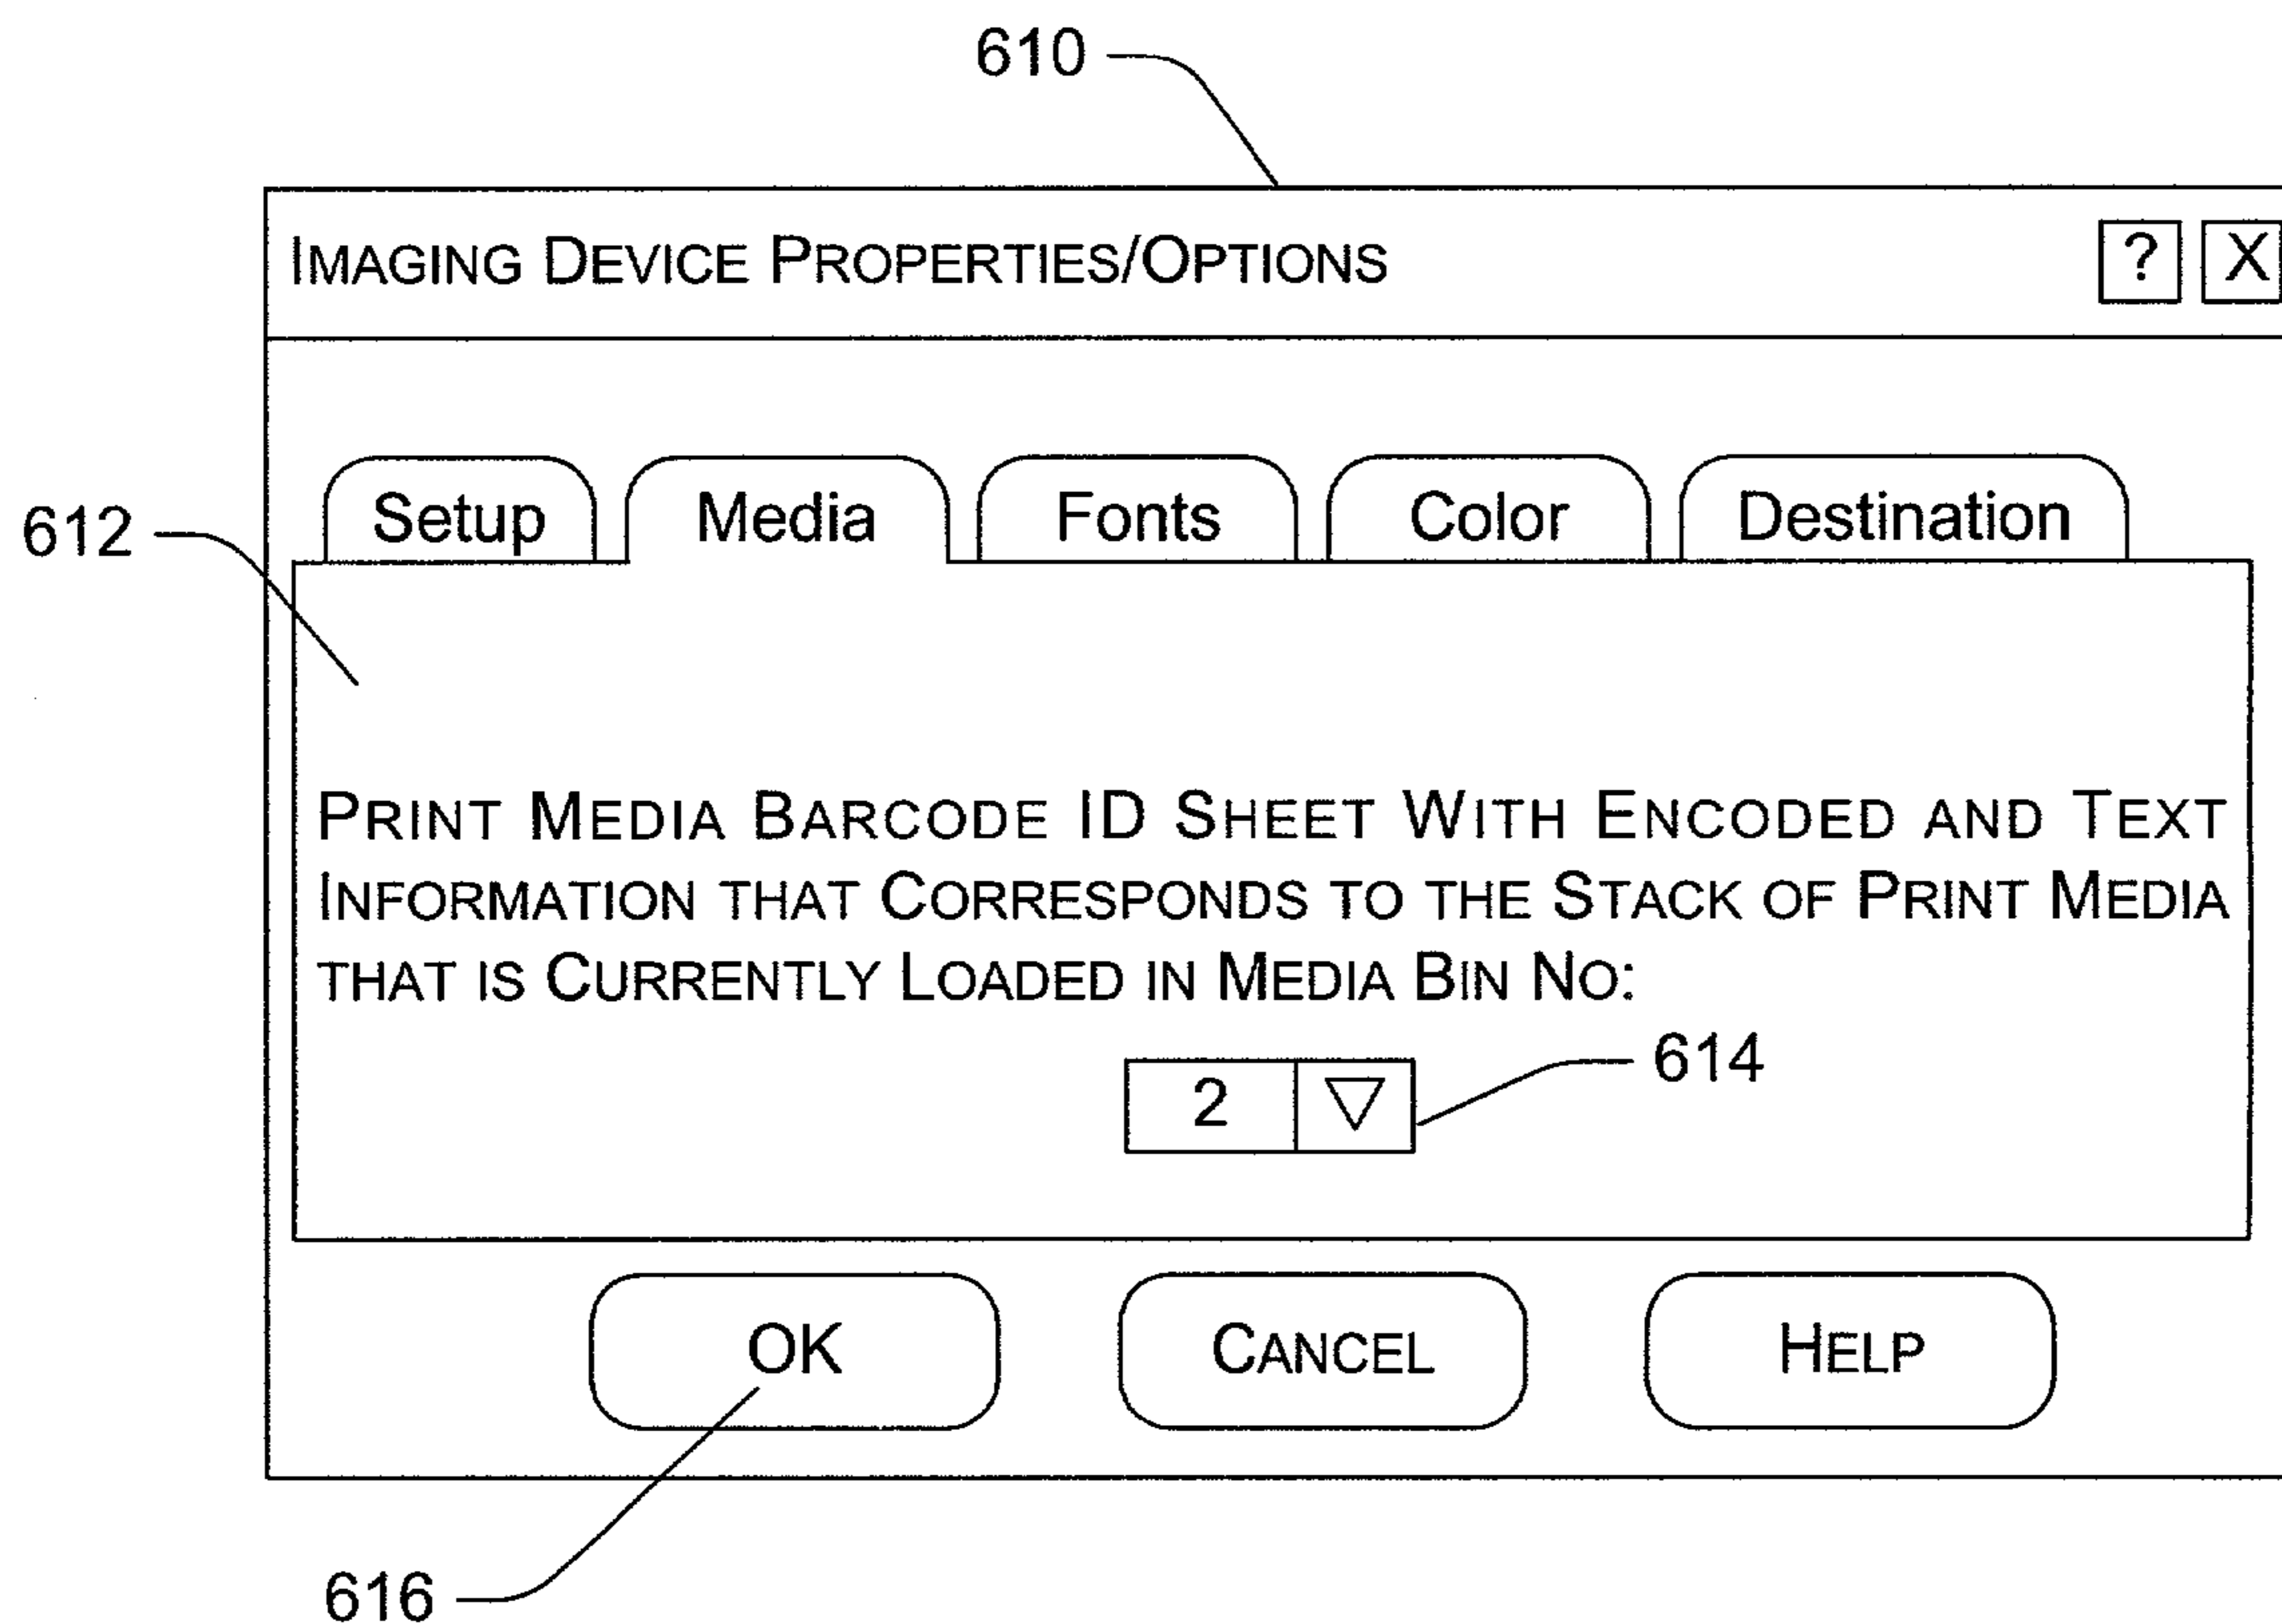 610
IMAGING DEVICE PROPERTIES/OPTIONS ? X
612
Setup Media Fonts Color Destination
PRINT MEDIA BARCODE ID SHEET WITH ENCODED AND TEXT
INFORMATION THAT CORRESPONDS TO THE STACK OF PRINT MEDIA
THAT IS CURRENTLY LOADED IN MEDIA BIN NO:
2 614
OK CANCEL HELP
616